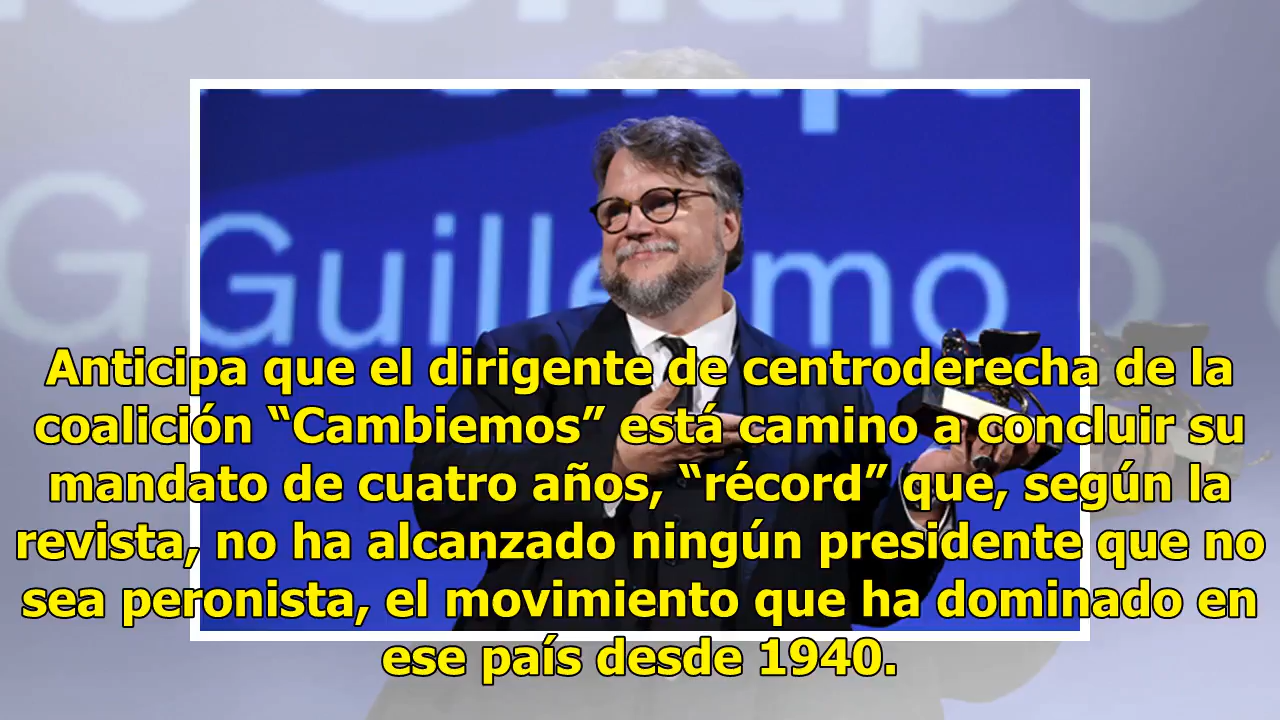 Guillermo
Anticipa que el dirigente de centroderecha de la
coalición “Cambiemos” está camino a concluir su
mandato de cuatro años, “récord” que, según la
revista, no ha alcanzado ningún presidente que no
sea peronista, el movimiento que ha dominado en
ese país desde 1940.